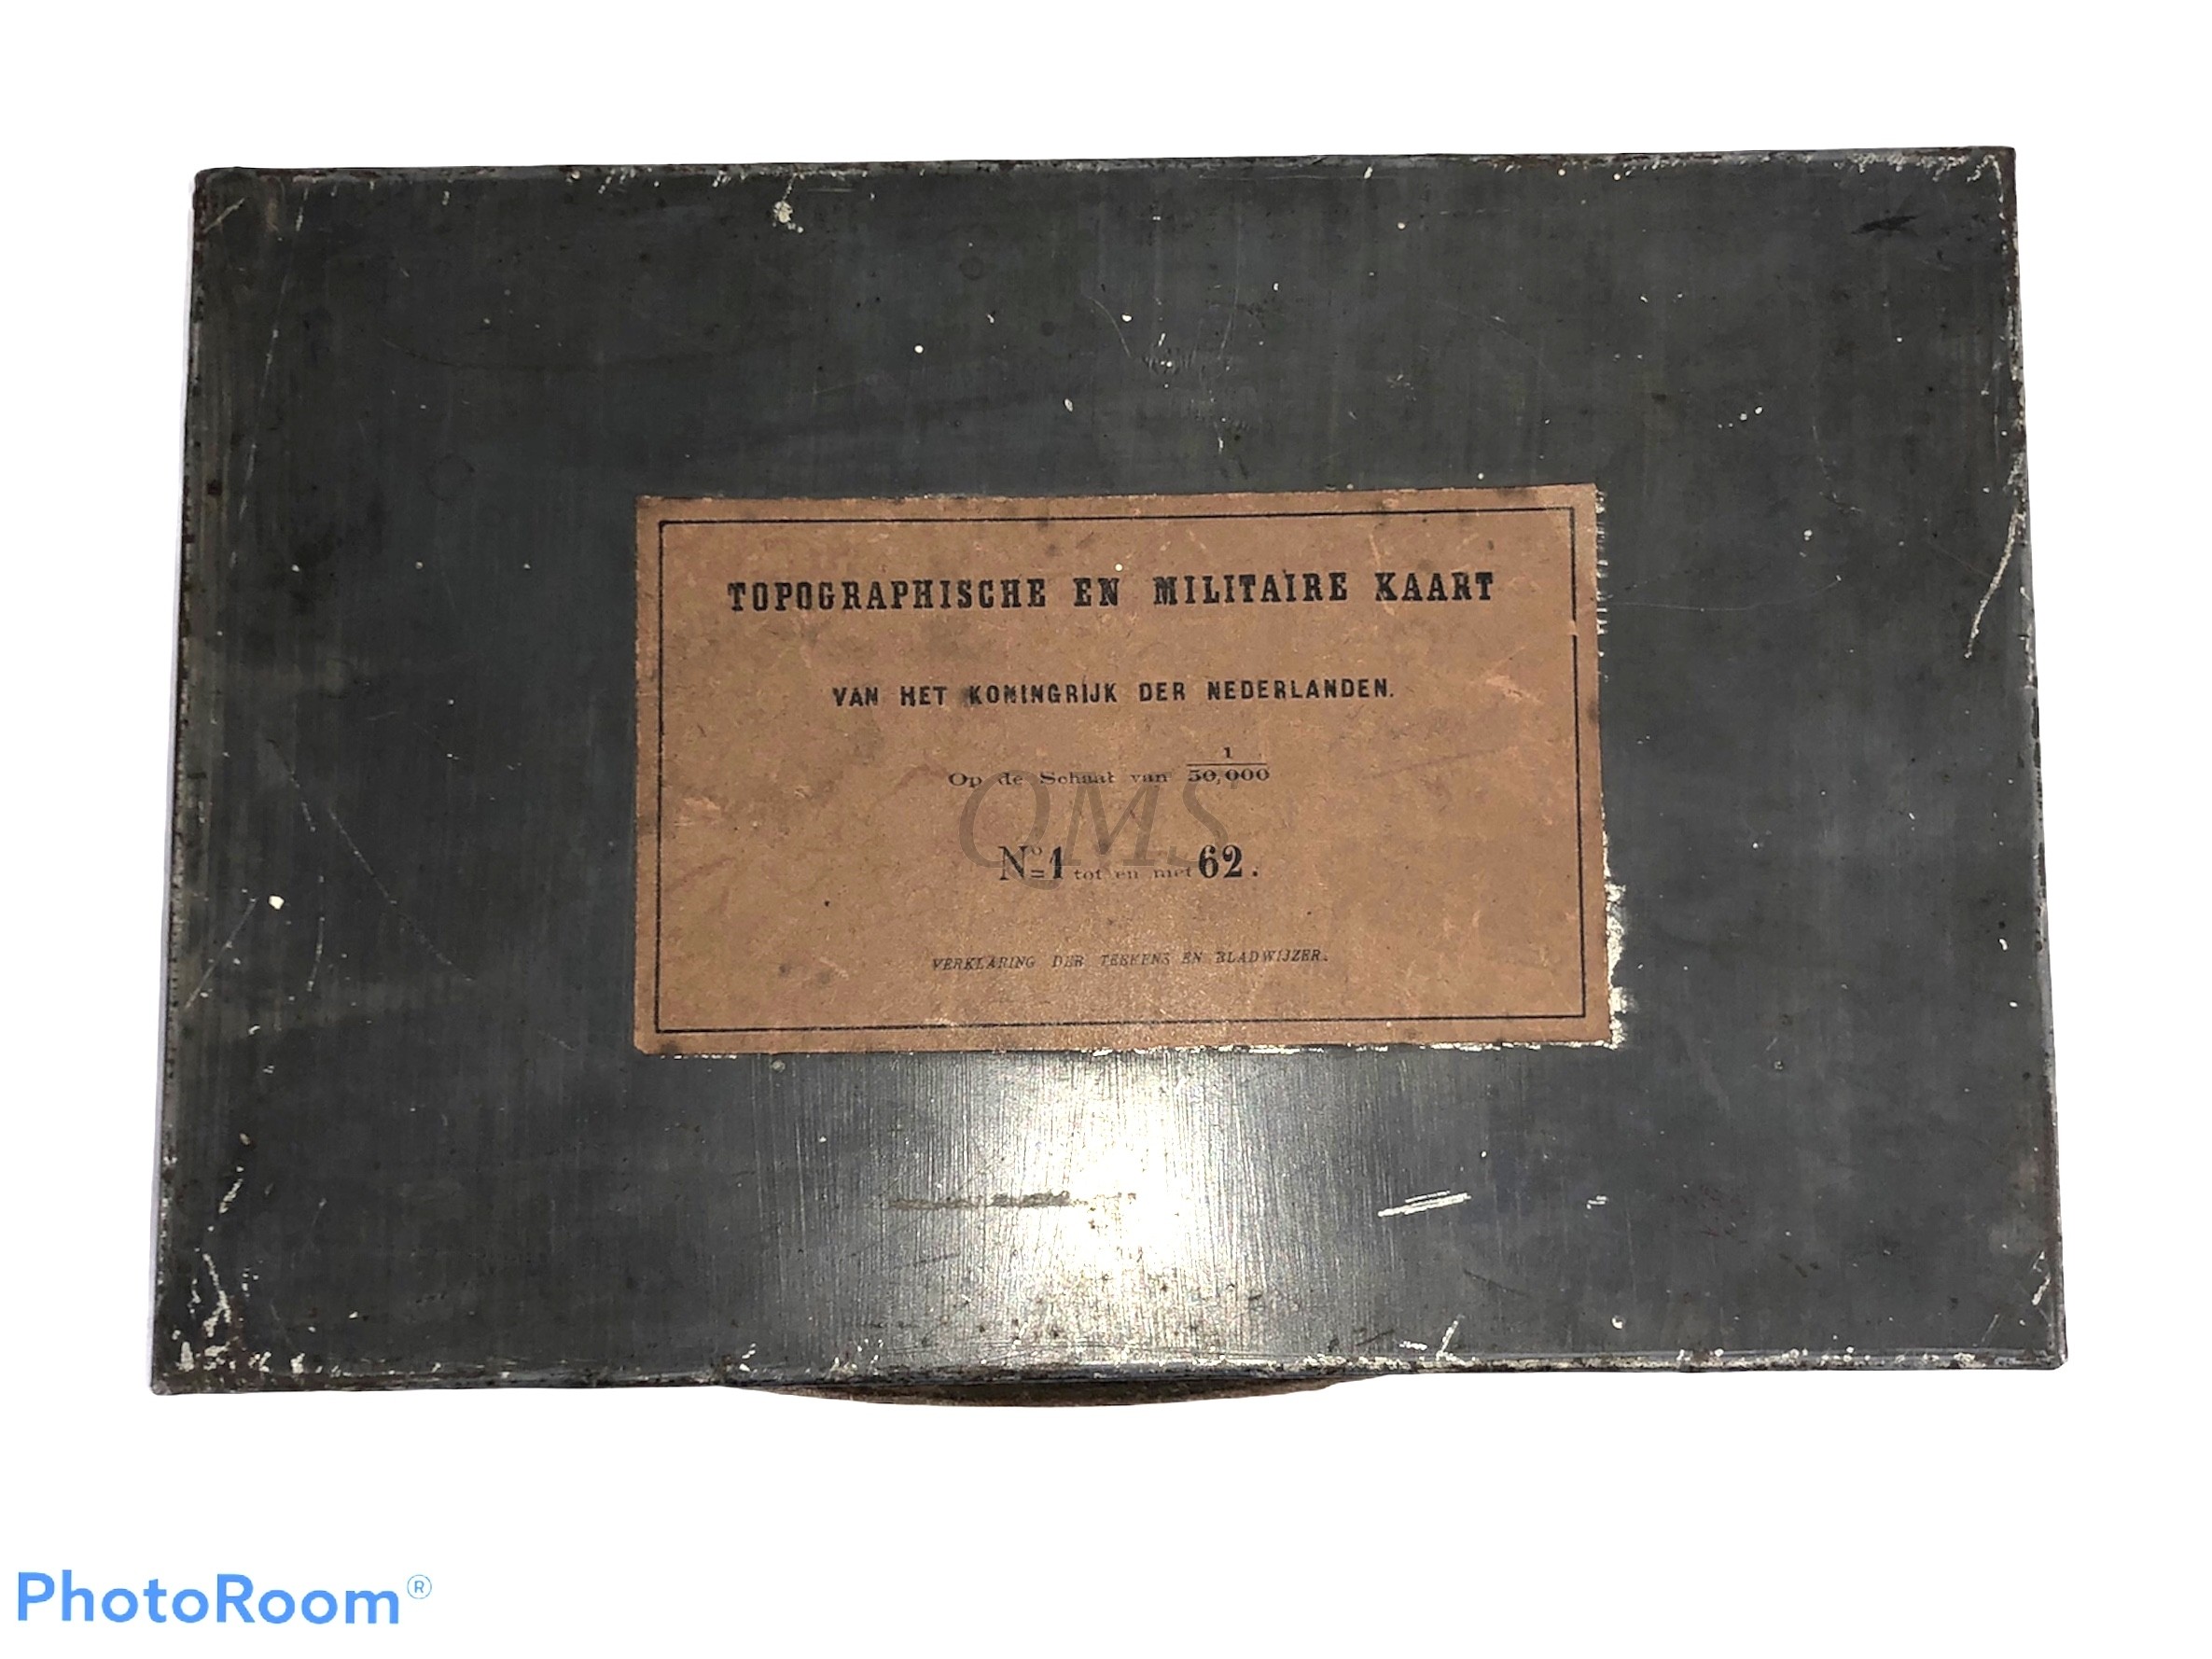 TOPOGRAPHISCHE EN MILITAIRE KAART
VAN HET KONINGRIJK DER NEDERLANDEN.
Op de Schaal van 1/50,000
QMS
Nº 1 tot en met 62.
VERKLARING DER TEEKENS EN BLADWIJZER.
PhotoRoom®